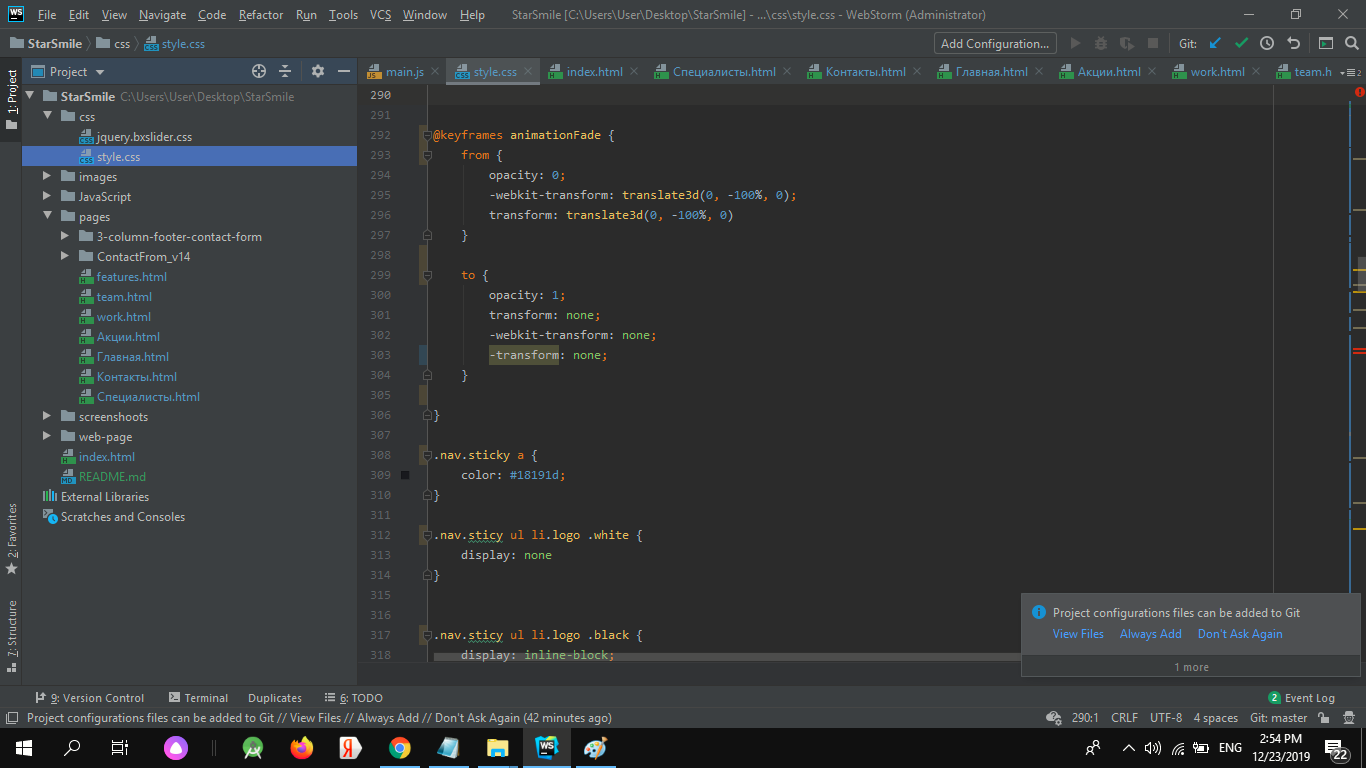 WS File Edit View Navigate Code Refactor Run Tools VCS Window Help StarSmile [C:\Users\User\Desktop\StarSmile] - ...\css\style.css - WebStorm (Administrator)
StarSmile css style.css Add Configuration... Git:
Project main.js style.css index.html Специалисты.html Контакты.html Главная.html Акции.html work.html team.h
1: Project
StarSmile C:\Users\User\Desktop\StarSmile
css
jquery.bxslider.css
style.css
images
JavaScript
pages
3-column-footer-contact-form
ContactFrom_v14
features.html
team.html
work.html
Акции.html
Главная.html
Контакты.html
Специалисты.html
screenshoots
web-page
index.html
README.md
External Libraries
Scratches and Consoles
2: Favorites
7: Structure
290
291
292 @keyframes animationFade {
293 from {
294 opacity: 0;
295 -webkit-transform: translate3d(0, -100%, 0);
296 transform: translate3d(0, -100%, 0)
297 }
298
299 to {
300 opacity: 1;
301 transform: none;
302 -webkit-transform: none;
303 -transform: none;
304 }
305
306 }
307
308 .nav.sticky a {
309 color: #18191d;
310 }
311
312 .nav.sticy ul li.logo .white {
313 display: none
314 }
315
316
317 .nav.sticy ul li.logo .black {
318 display: inline-block;
Project configurations files can be added to Git
View Files Always Add Don't Ask Again
1 more
9: Version Control Terminal Duplicates 6: TODO 2 Event Log
Project configurations files can be added to Git // View Files // Always Add // Don't Ask Again (42 minutes ago) 290:1 CRLF UTF-8 4 spaces Git: master
ENG
2:54 PM
12/23/2019
22